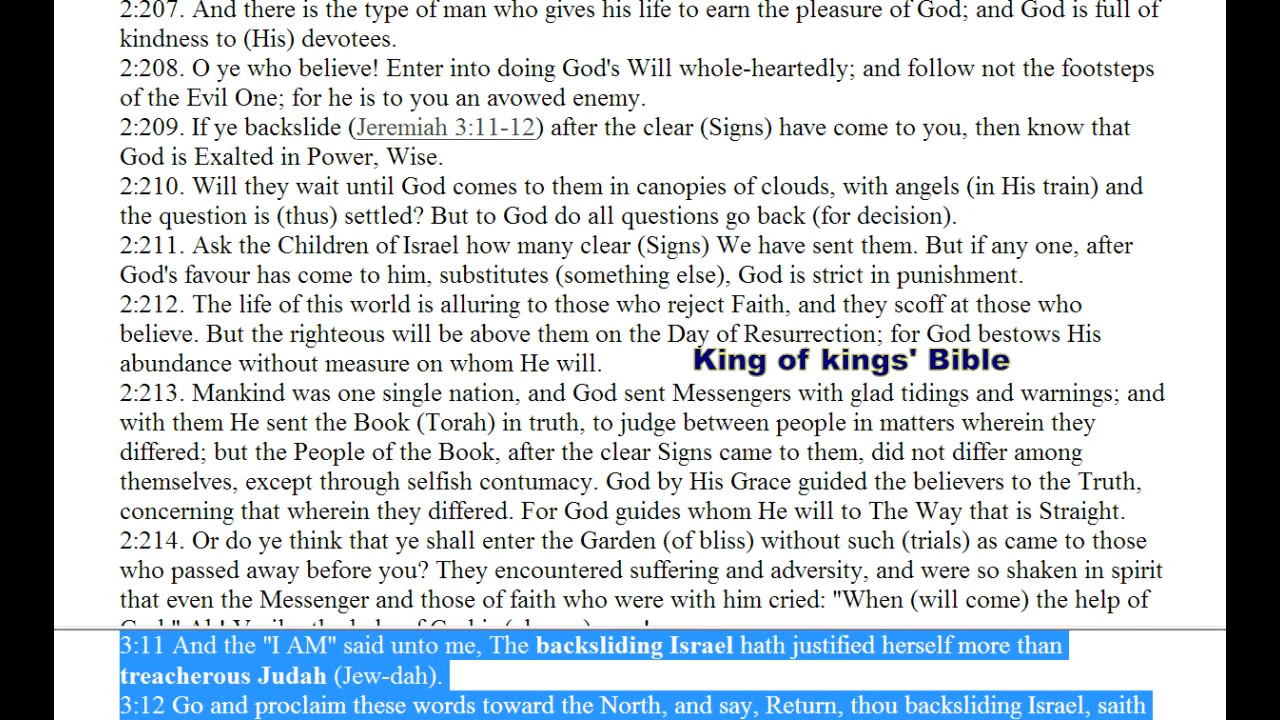 2:207. And there is the type of man who gives his life to earn the pleasure of God; and God is full of
kindness to (His) devotees.
2:208. O ye who believe! Enter into doing God's Will whole-heartedly; and follow not the footsteps
of the Evil One; for he is to you an avowed enemy.
2:209. If ye backslide (Jeremiah 3:11-12) after the clear (Signs) have come to you, then know that
God is Exalted in Power, Wise.
2:210. Will they wait until God comes to them in canopies of clouds, with angels (in His train) and
the question is (thus) settled? But to God do all questions go back (for decision).
2:211. Ask the Children of Israel how many clear (Signs) We have sent them. But if any one, after
God's favour has come to him, substitutes (something else), God is strict in punishment.
2:212. The life of this world is alluring to those who reject Faith, and they scoff at those who
believe. But the righteous will be above them on the Day of Resurrection; for God bestows His
abundance without measure on whom He will.
King of kings' Bible
2:213. Mankind was one single nation, and God sent Messengers with glad tidings and warnings; and
with them He sent the Book (Torah) in truth, to judge between people in matters wherein they
differed; but the People of the Book, after the clear Signs came to them, did not differ among
themselves, except through selfish contumacy. God by His Grace guided the believers to the Truth,
concerning that wherein they differed. For God guides whom He will to The Way that is Straight.
2:214. Or do ye think that ye shall enter the Garden (of bliss) without such (trials) as came to those
who passed away before you? They encountered suffering and adversity, and were so shaken in spirit
that even the Messenger and those of faith who were with him cried: "When (will come) the help of
3:11 And the "I AM" said unto me, The backsliding Israel hath justified herself more than
treacherous Judah (Jew-dah).
3:12 Go and proclaim these words toward the North, and say, Return, thou backsliding Israel, saith